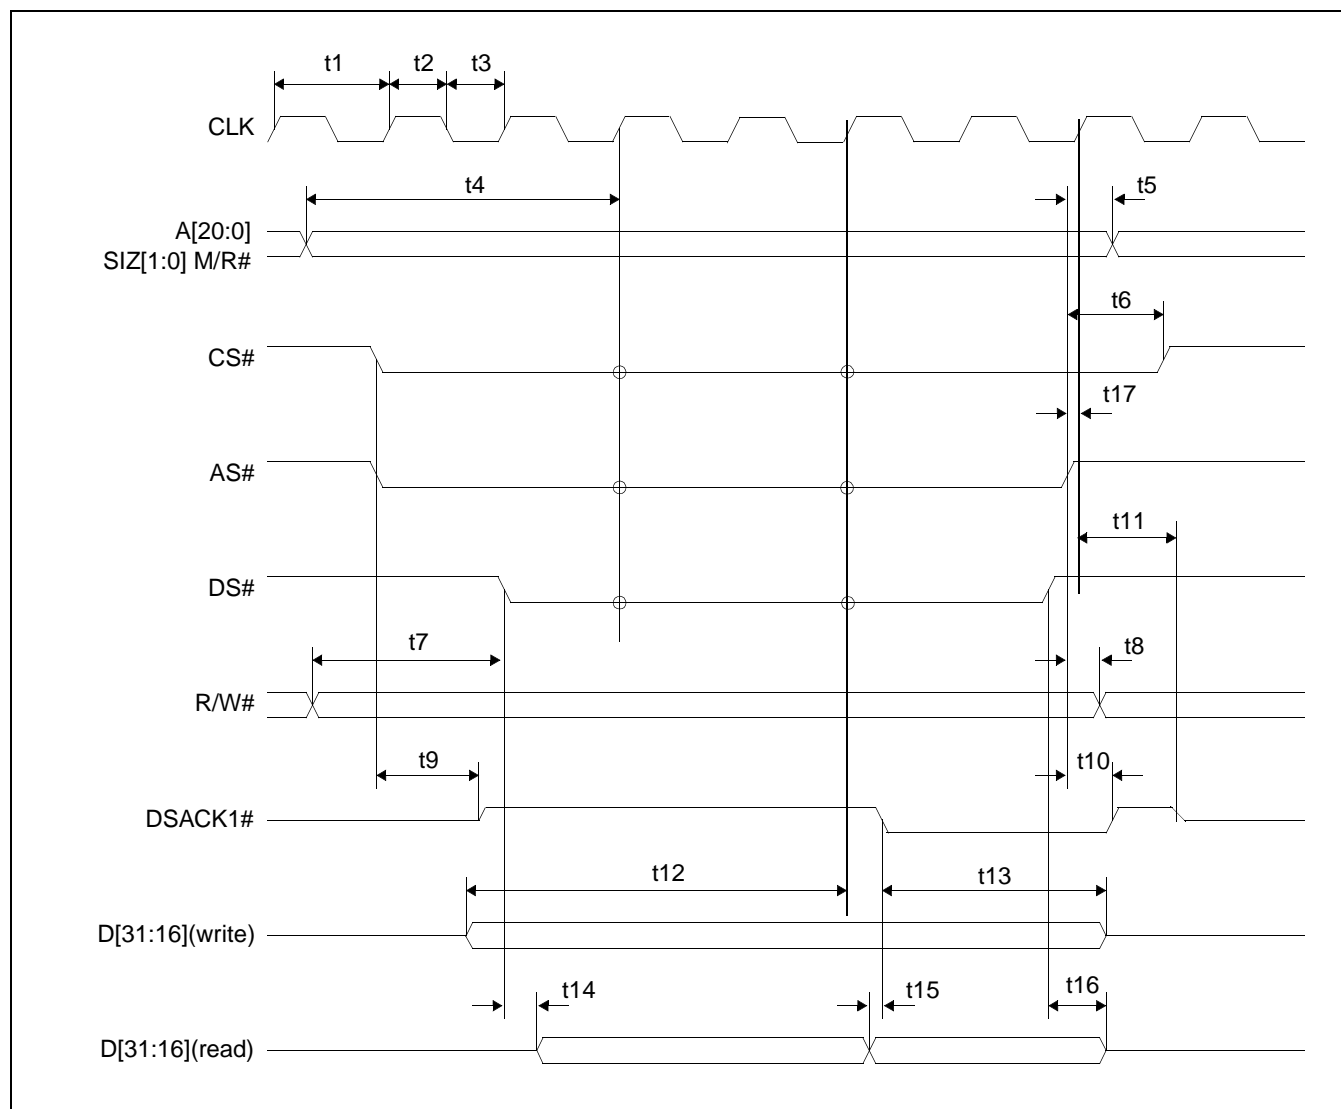 t1 t2 t3
CLK
t4 t5
A[20:0]
SIZ[1:0] M/R#
t6
CS#
t17
AS#
t11
DS#
t7 t8
R/W#
t9 t10
DSACK1#
t12 t13
D[31:16](write)
t14 t15 t16
D[31:16](read)